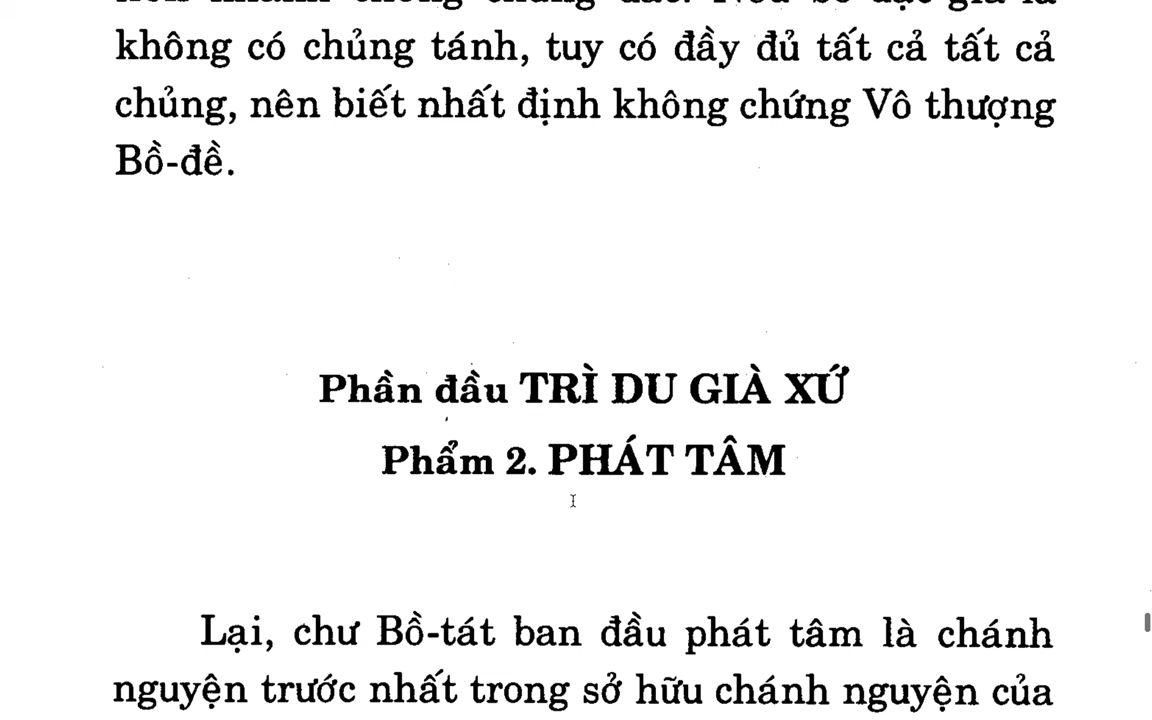 không có chủng tánh, tuy có đầy đủ tất cả tất cả
chủng, nên biết nhất định không chứng Vô thượng
Bồ-đề.
Phần đầu TRÌ DU GIÀ XỨ
Phẩm 2. PHÁT TÂM
Lại, chư Bồ-tát ban đầu phát tâm là chánh
nguyện trước nhất trong sở hữu chánh nguyện của